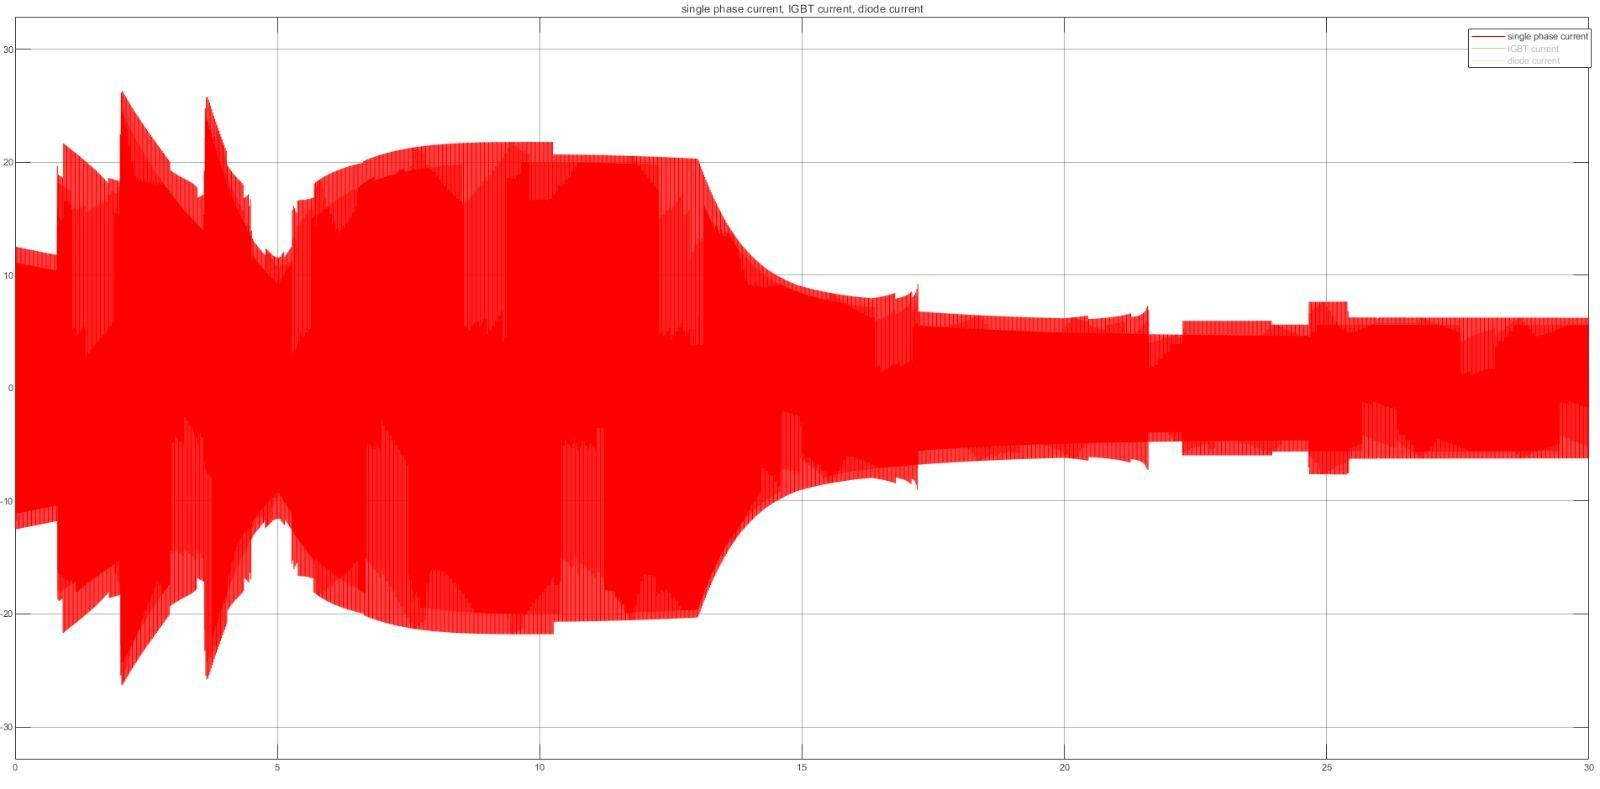 single phase current, IGBT current, diode current
single phase current
IGBT current
diode current
30
20
10
0
-10
-20
-30
0 5 10 15 20 25 30